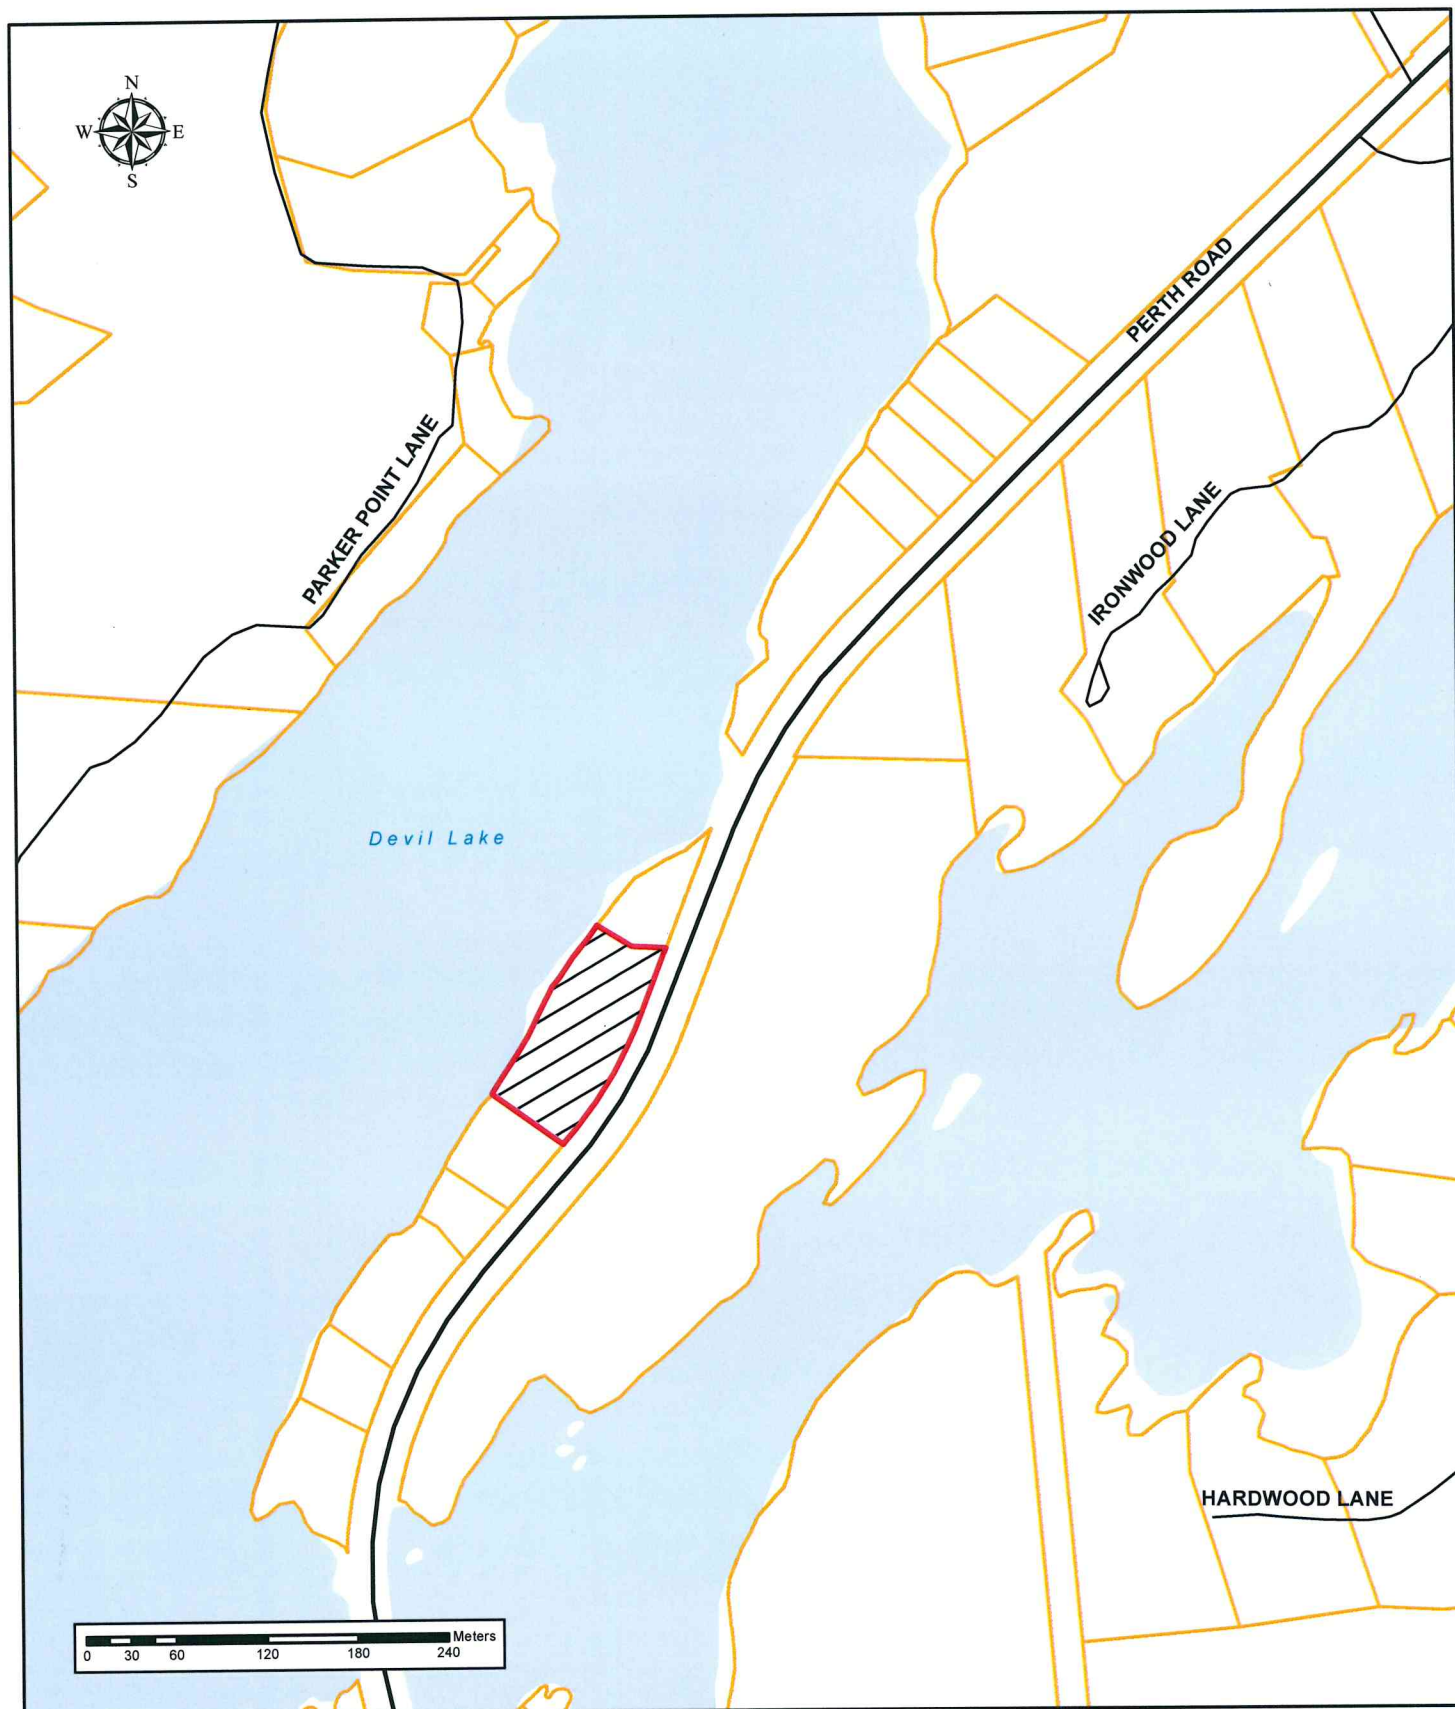 N
W E
S
PERTH ROAD
PARKER POINT LANE
IRONWOOD LANE
Devil Lake
HARDWOOD LANE
Meters
0 30 60 120 180 240